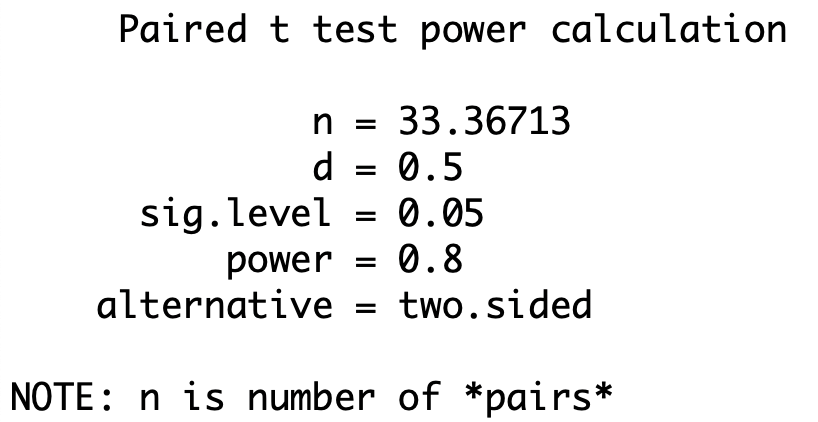 Paired t test power calculation
n = 33.36713
d = 0.5
sig.level = 0.05
power = 0.8
alternative = two.sided
NOTE: n is number of *pairs*